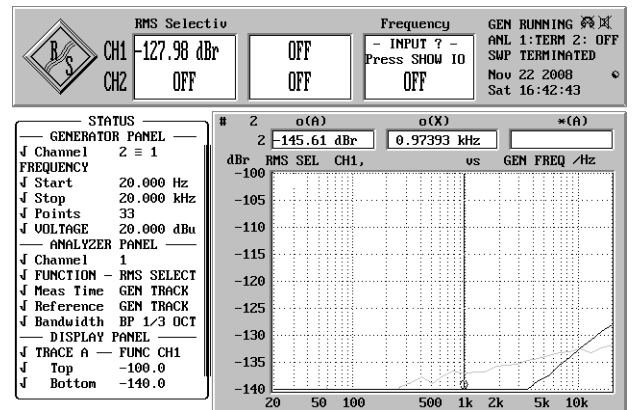 RMS Selectiv Frequency GEN RUNNING
R/S CH1 -127.98 dBr OFF - INPUT ? - ANL 1:TERM 2: OFF
Press SHOW IO SWP TERMINATED
CH2 OFF OFF OFF Nov 22 2008
Sat 16:42:43
STATUS
GENERATOR PANEL
Channel 2 ≡ 1
FREQUENCY
Start 20.000 Hz
Stop 20.000 kHz
Points 33
VOLTAGE 20.000 dBu
ANALYZER PANEL
Channel 1
FUNCTION - RMS SELECT
Meas Time GEN TRACK
Reference GEN TRACK
Bandwidth BP 1/3 OCT
DISPLAY PANEL
TRACE A — FUNC CH1
Top -100.0
Bottom -140.0
# 2 o(A) o(X) *(A)
2 -145.61 dBr 0.97393 kHz
dBr RMS SEL CH1, vs GEN FREQ /Hz
-100
-105
-110
-115
-120
-125
-130
-135
-140
20 50 100 500 1k 2k 5k 10k